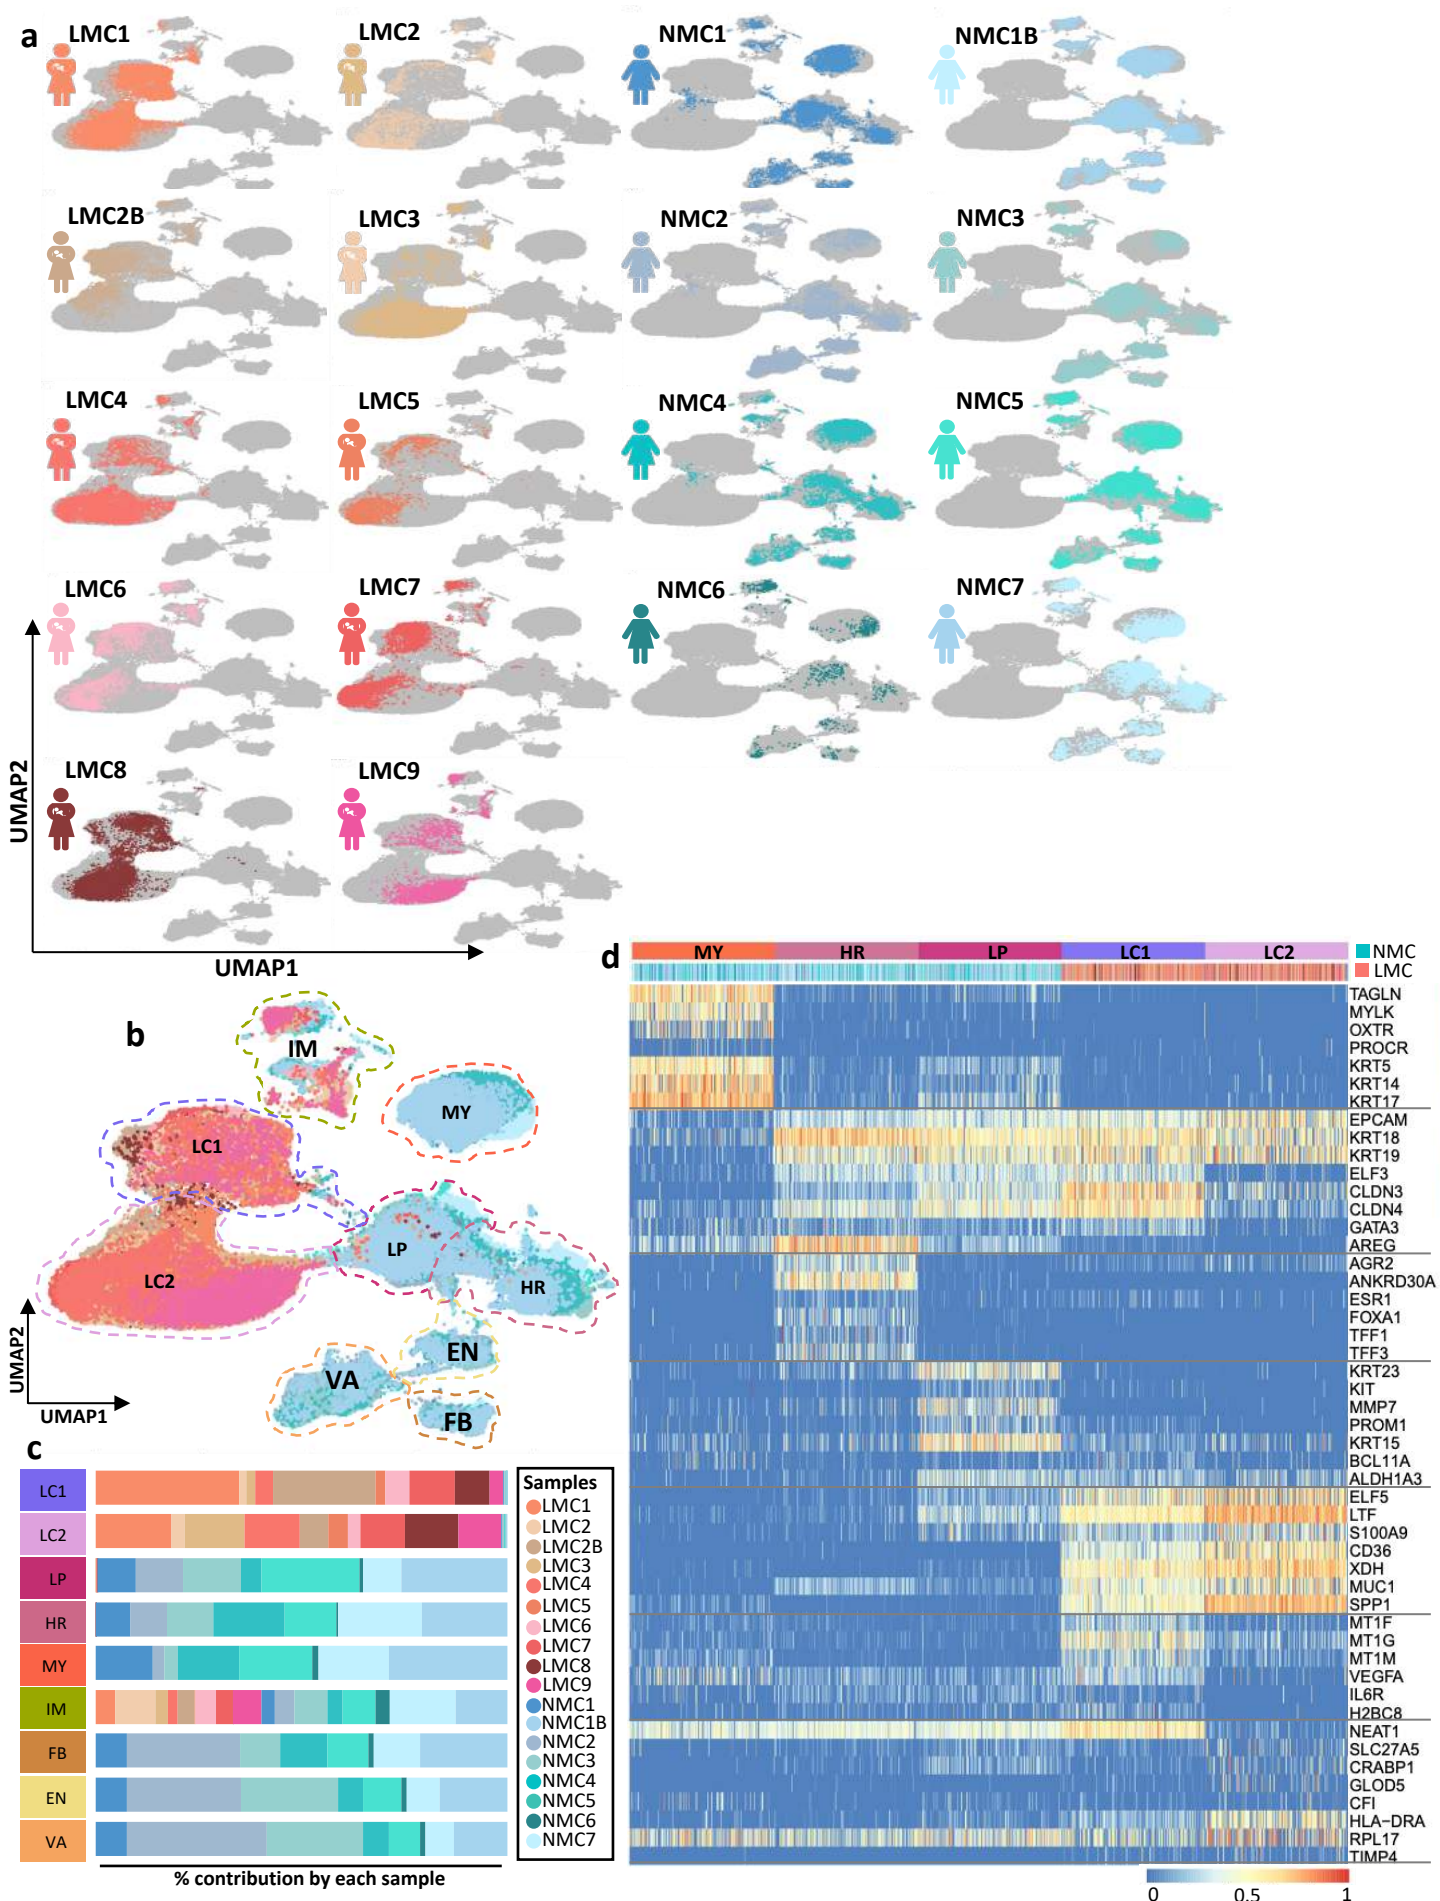 a
LMC1
LMC2
NMC1
NMC1B
LMC2B
LMC3
NMC2
NMC3
LMC4
LMC5
NMC4
NMC5
LMC6
LMC7
NMC6
NMC7
LMC8
LMC9
UMAP2
UMAP1
b
IM
MY
LC1
LP
LC2
HR
EN
VA
FB
UMAP2
UMAP1
c
LC1
LC2
LP
HR
MY
IM
FB
EN
VA
% contribution by each sample
Samples
LMC1
LMC2
LMC2B
LMC3
LMC4
LMC5
LMC6
LMC7
LMC8
LMC9
NMC1
NMC1B
NMC2
NMC3
NMC4
NMC5
NMC6
NMC7
d
MY HR LP LC1 LC2
NMC
LMC
TAGLN
MYLK
OXTR
PROCR
KRT5
KRT14
KRT17
EPCAM
KRT18
KRT19
ELF3
CLDN3
CLDN4
GATA3
AREG
AGR2
ANKRD30A
ESR1
FOXA1
TFF1
TFF3
KRT23
KIT
MMP7
PROM1
KRT15
BCL11A
ALDH1A3
ELF5
LTF
S100A9
CD36
XDH
MUC1
SPP1
MT1F
MT1G
MT1M
VEGFA
IL6R
H2BC8
NEAT1
SLC27A5
CRABP1
GLOD5
CFI
HLA−DRA
RPL17
TIMP4
0 0.5 1